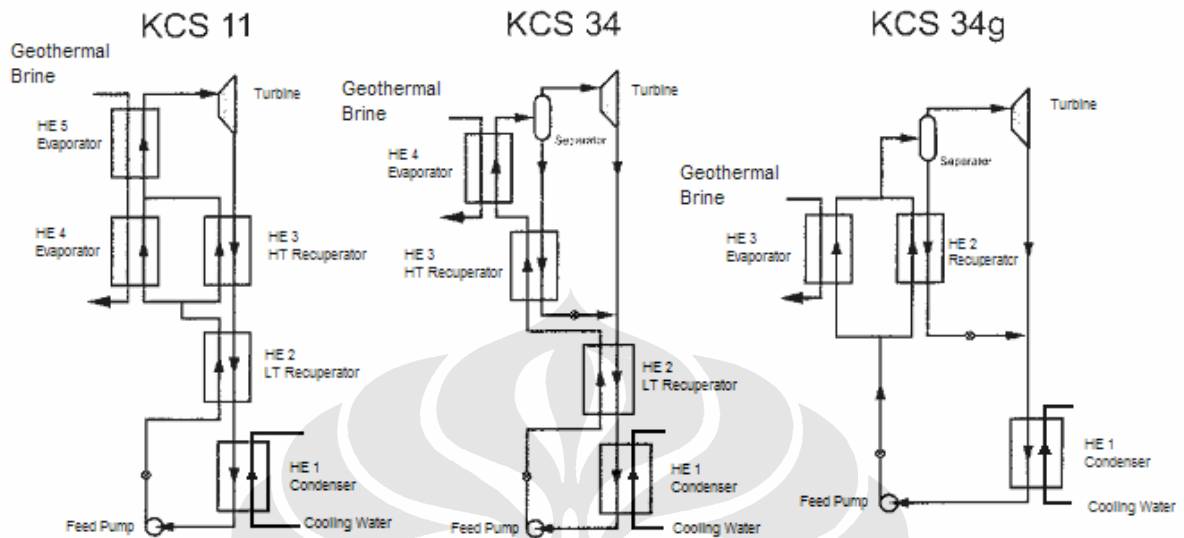 KCS 11
Geothermal
Brine
Turbine
HE 5
Evaporator
HE 4
Evaporator
HE 3
HT Recuperator
HE 2
LT Recuperator
HE 1
Condenser
Feed Pump
Cooling Water
KCS 34
Geothermal
Brine
Turbine
Separator
HE 4
Evaporator
HE 3
HT Recuperator
HE 2
LT Recuperator
HE 1
Condenser
Feed Pump
Cooling Water
KCS 34g
Turbine
Separater
Geothermal
Brine
HE 3
Evaporator
HE 2
Recuperator
HE 1
Condenser
Feed Pump
Cooling Water